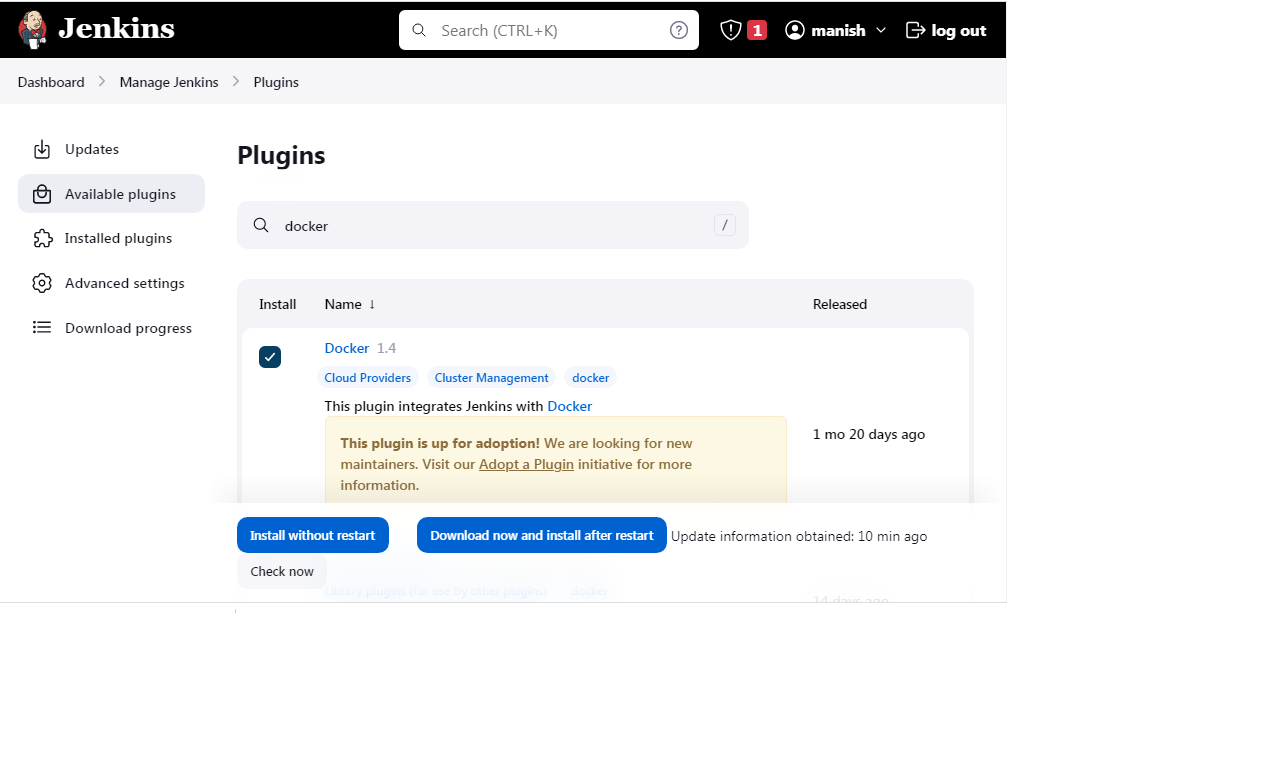 Jenkins
Search (CTRL+K)
1
manish
log out
Dashboard
Manage Jenkins
Plugins
Updates
Available plugins
Installed plugins
Advanced settings
Download progress
Plugins
docker
/
Install
Name ↓
Released
Docker 1.4
Cloud Providers
Cluster Management
docker
This plugin integrates Jenkins with Docker
This plugin is up for adoption! We are looking for new
maintainers. Visit our Adopt a Plugin initiative for more
information.
1 mo 20 days ago
Install without restart
Download now and install after restart
Update information obtained: 10 min ago
Check now
Library plugins (for use by other plugins)
docker
14 days ago